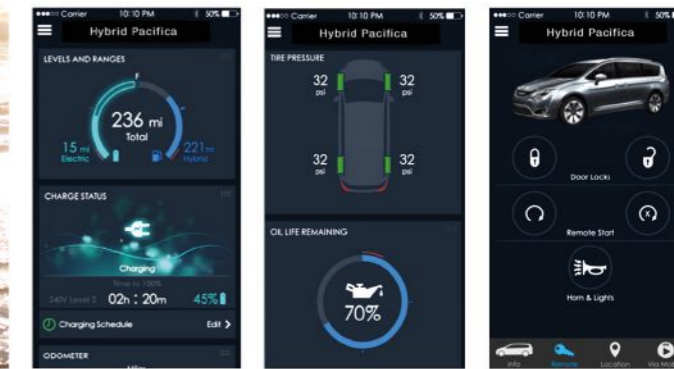 Carrier 10:10 PM 50%
Hybrid Pacifica
LEVELS AND RANGES
F
236 mi
Total
15 mi
Electric
221 mi
Hybrid
CHARGE STATUS
Charging
Time to 100%
240V Level 2 02h : 20m 45%
Charging Schedule Edit >
ODOMETER
Miles
Carrier 10:10 PM 50%
Hybrid Pacifica
TIRE PRESSURE
32 psi
32 psi
32 psi
32 psi
OIL LIFE REMAINING
70%
Carrier 10:10 PM 50%
Hybrid Pacifica
Door Locks
X
Remote Start
Horn & Lights
Info Remote Location